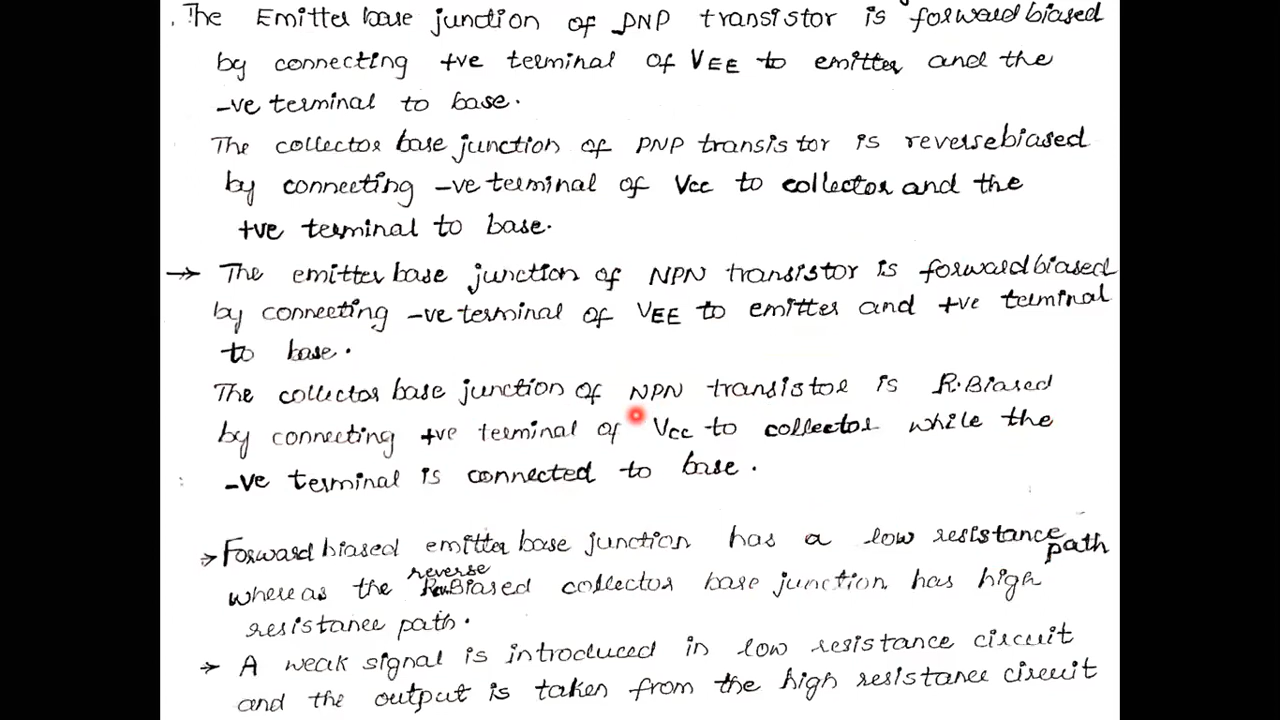 . The Emitter base junction of PNP transistor is forward biased
by connecting +ve terminal of VEE to emitter and the
-ve terminal to base.
The collector base junction of PNP transistor is reversebiased
by connecting -ve terminal of Vcc to collector and the
+ve terminal to base.
→ The emitter base junction of NPN transistor is forwardbiased
by connecting -ve terminal of VEE to emitter and +ve terminal
to base.
The collector base junction of NPN transistor is R.Biased
by connecting +ve terminal of Vcc to collector while the
-ve terminal is connected to base.
→ Forward biased emitter base junction has a low resistance path
whereas the reverse Biased collector base junction has high
resistance path.
→ A weak signal is introduced in low resistance circuit
and the output is taken from the high resistance circuit